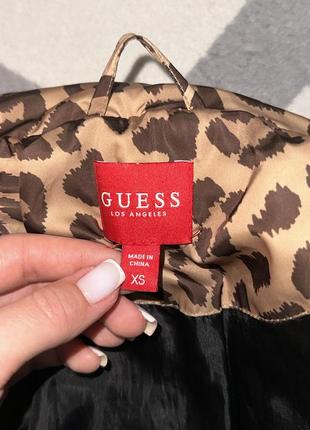 GUESS
LOS ANGELES
MADE IN
CHINA
XS